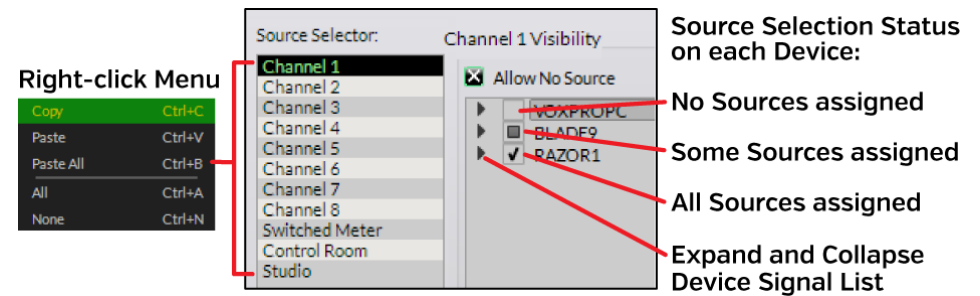 Right-click Menu
Copy Ctrl+C
Paste Ctrl+V
Paste All Ctrl+B
All Ctrl+A
None Ctrl+N
Source Selector:
Channel 1
Channel 2
Channel 3
Channel 4
Channel 5
Channel 6
Channel 7
Channel 8
Switched Meter
Control Room
Studio
Channel 1 Visibility
Allow No Source
VOXPROPC
BLADE9
RAZOR1
Source Selection Status
on each Device:
No Sources assigned
Some Sources assigned
All Sources assigned
Expand and Collapse
Device Signal List